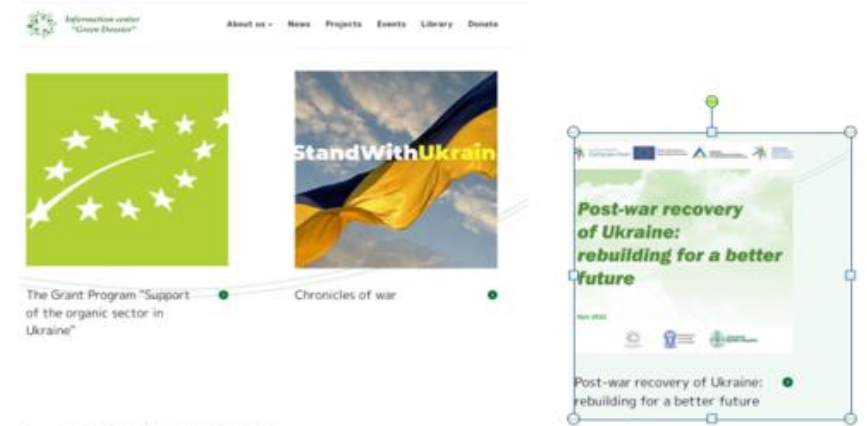 Information center
"Green Dossier"
About us News Projects Events Library Donate
StandWithUkrain
The Grant Program "Support
of the organic sector in
Ukraine"
Chronicles of war
Post-war recovery
of Ukraine:
rebuilding for a better
future
Post-war recovery of Ukraine:
rebuilding for a better future